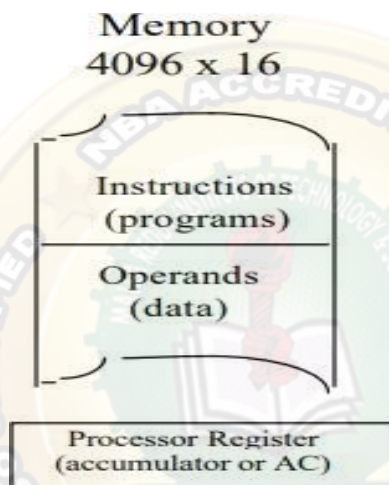 Memory
4096 x 16
Instructions
(programs)
Operands
(data)
Processor Register
(accumulator or AC)